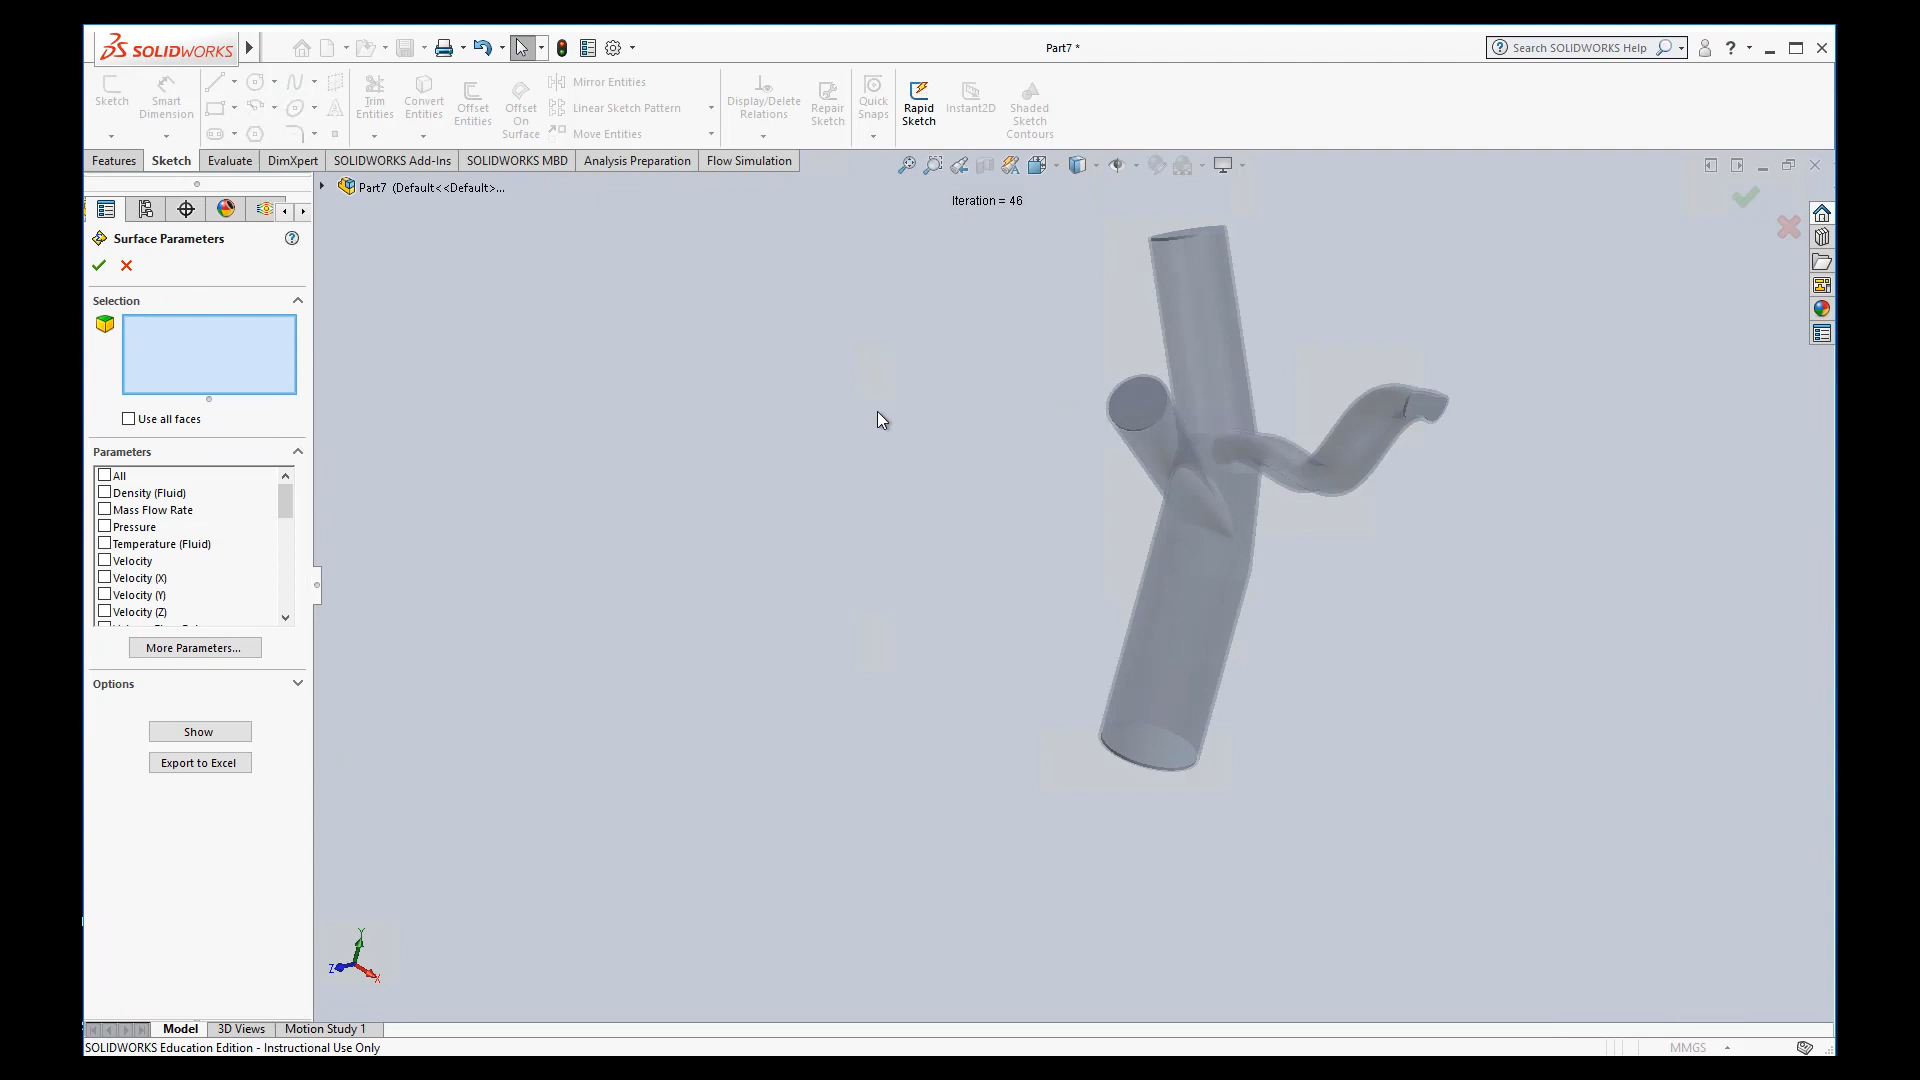 SOLIDWORKS
Part7 *
Search SOLIDWORKS Help
Sketch
Smart Dimension
Trim Entities
Convert Entities
Offset Entities
Offset On Surface
Mirror Entities
Linear Sketch Pattern
Move Entities
Display/Delete Relations
Repair Sketch
Quick Snaps
Rapid Sketch
Instant2D
Shaded Sketch Contours
Features
Sketch
Evaluate
DimXpert
SOLIDWORKS Add-Ins
SOLIDWORKS MBD
Analysis Preparation
Flow Simulation
Part7 (Default<<Default>...
Iteration = 46
Surface Parameters
Selection
Use all faces
Parameters
All
Density (Fluid)
Mass Flow Rate
Pressure
Temperature (Fluid)
Velocity
Velocity (X)
Velocity (Y)
Velocity (Z)
More Parameters...
Options
Show
Export to Excel
Y
Z
X
Model
3D Views
Motion Study 1
SOLIDWORKS Education Edition - Instructional Use Only
MMGS